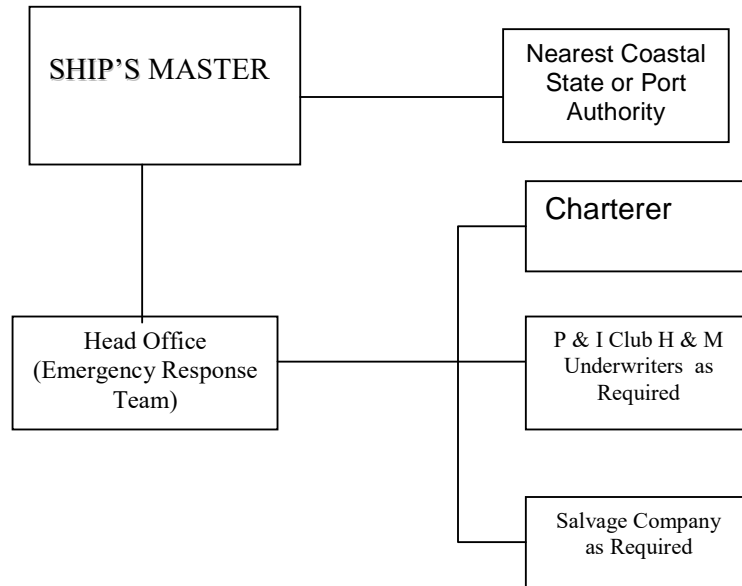 SHIP'S MASTER
Nearest Coastal
State or Port
Authority
Charterer
Head Office
(Emergency Response
Team)
P & I Club H & M
Underwriters as
Required
Salvage Company
as Required